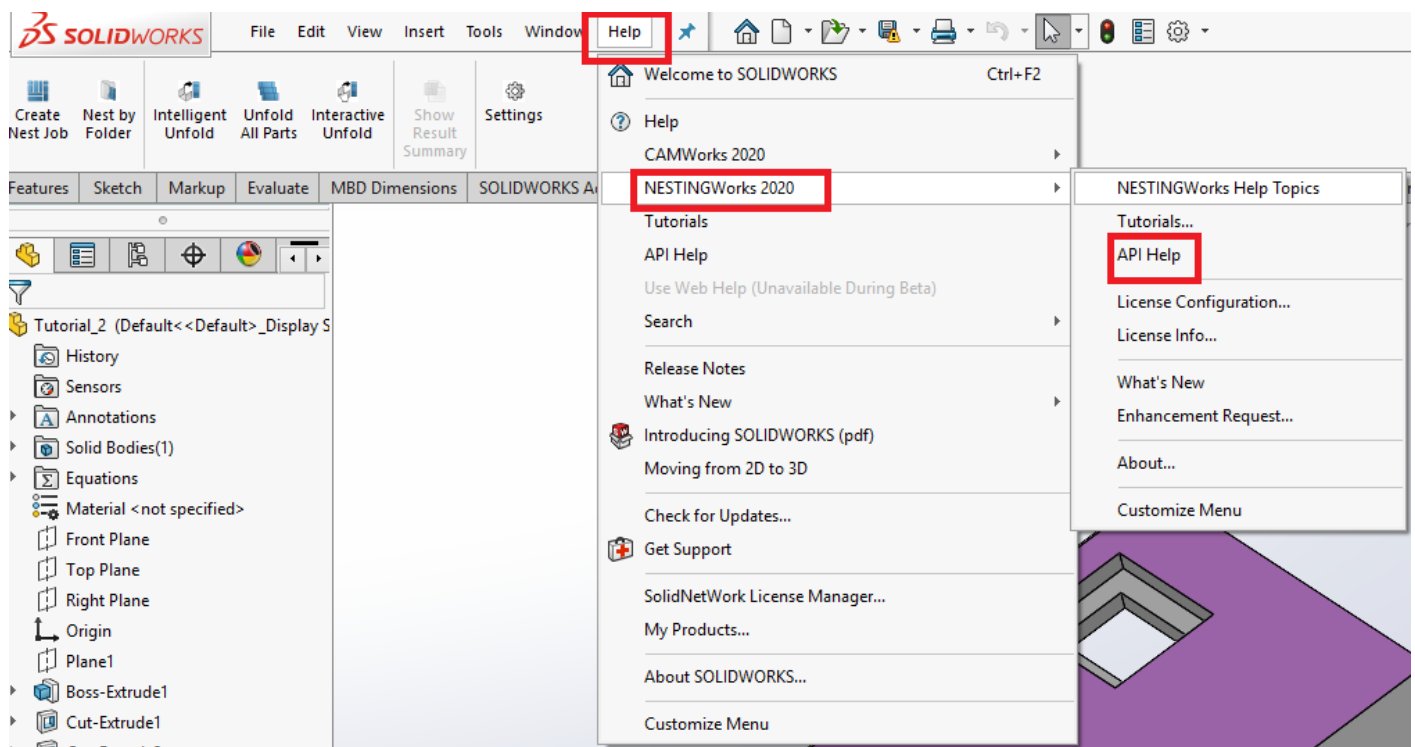 SOLIDWORKS
File Edit View Insert Tools Window Help
Create Nest Job
Nest by Folder
Intelligent Unfold
Unfold All Parts
Interactive Unfold
Show Result Summary
Settings
Features Sketch Markup Evaluate MBD Dimensions SOLIDWORKS A
Tutorial_2 (Default<<Default>_Display S
History
Sensors
Annotations
Solid Bodies(1)
Equations
Material <not specified>
Front Plane
Top Plane
Right Plane
Origin
Plane1
Boss-Extrude1
Cut-Extrude1
Welcome to SOLIDWORKS Ctrl+F2
Help
CAMWorks 2020
NESTINGWorks 2020
Tutorials
API Help
Use Web Help (Unavailable During Beta)
Search
Release Notes
What's New
Introducing SOLIDWORKS (pdf)
Moving from 2D to 3D
Check for Updates...
Get Support
SolidNetWork License Manager...
My Products...
About SOLIDWORKS...
Customize Menu
NESTINGWorks Help Topics
Tutorials...
API Help
License Configuration...
License Info...
What's New
Enhancement Request...
About...
Customize Menu